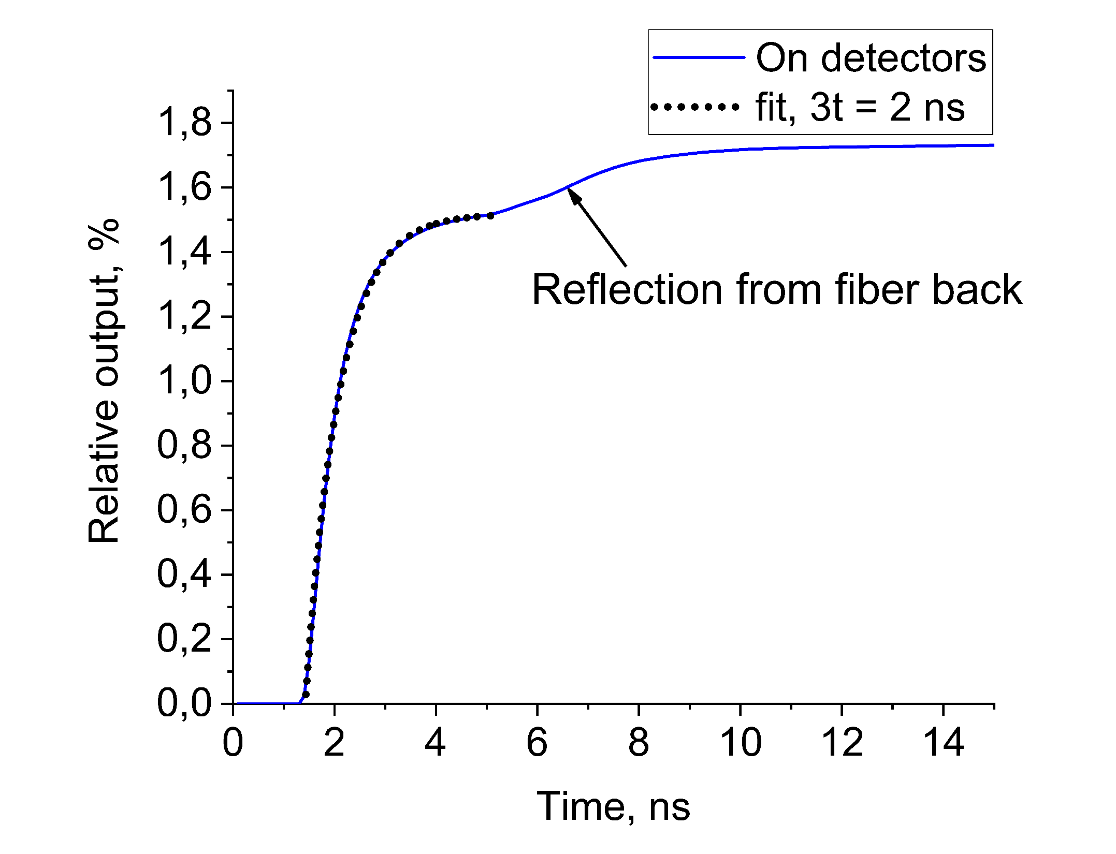 On detectors
fit, 3t = 2 ns
1,8
1,6
1,4
1,2
1,0
0,8
0,6
0,4
0,2
0,0
Relative output, %
Reflection from fiber back
0 2 4 6 8 10 12 14
Time, ns